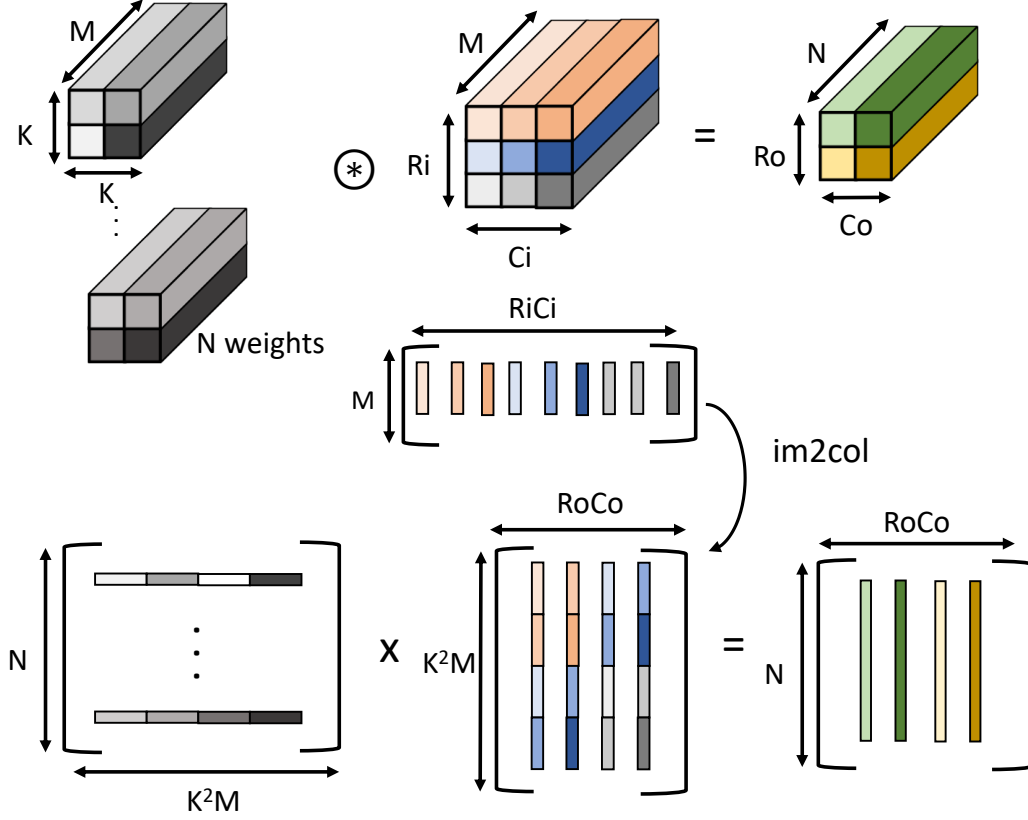 M
K
K
N weights
*
M
Ri
Ci
=
N
Ro
Co
RiCi
M
im2col
N
K²M
x
RoCo
K²M
=
RoCo
N